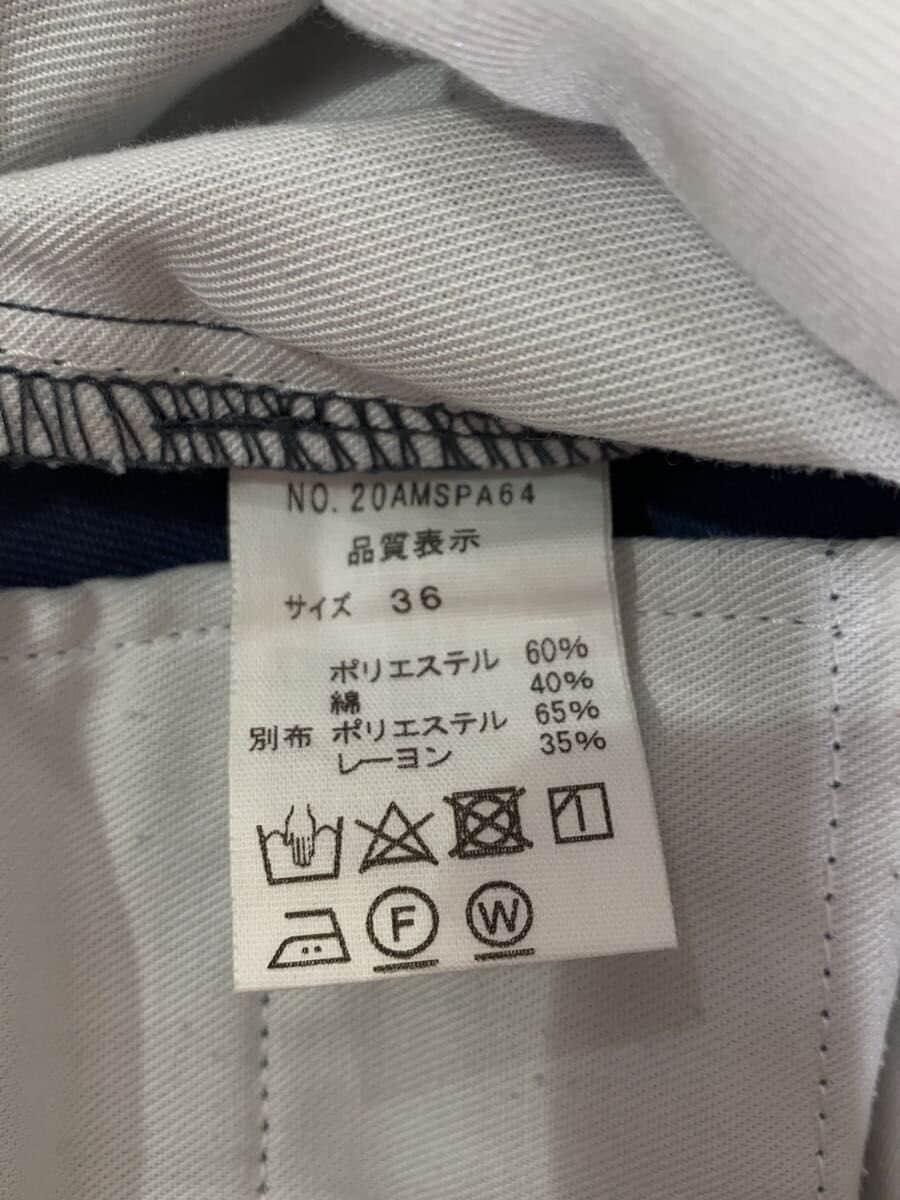 NO. 20AMSPA64
品質表示
サイズ 36
ポリエステル 60%
綿 40%
別布 ポリエステル 65%
レーヨン 35%
F W